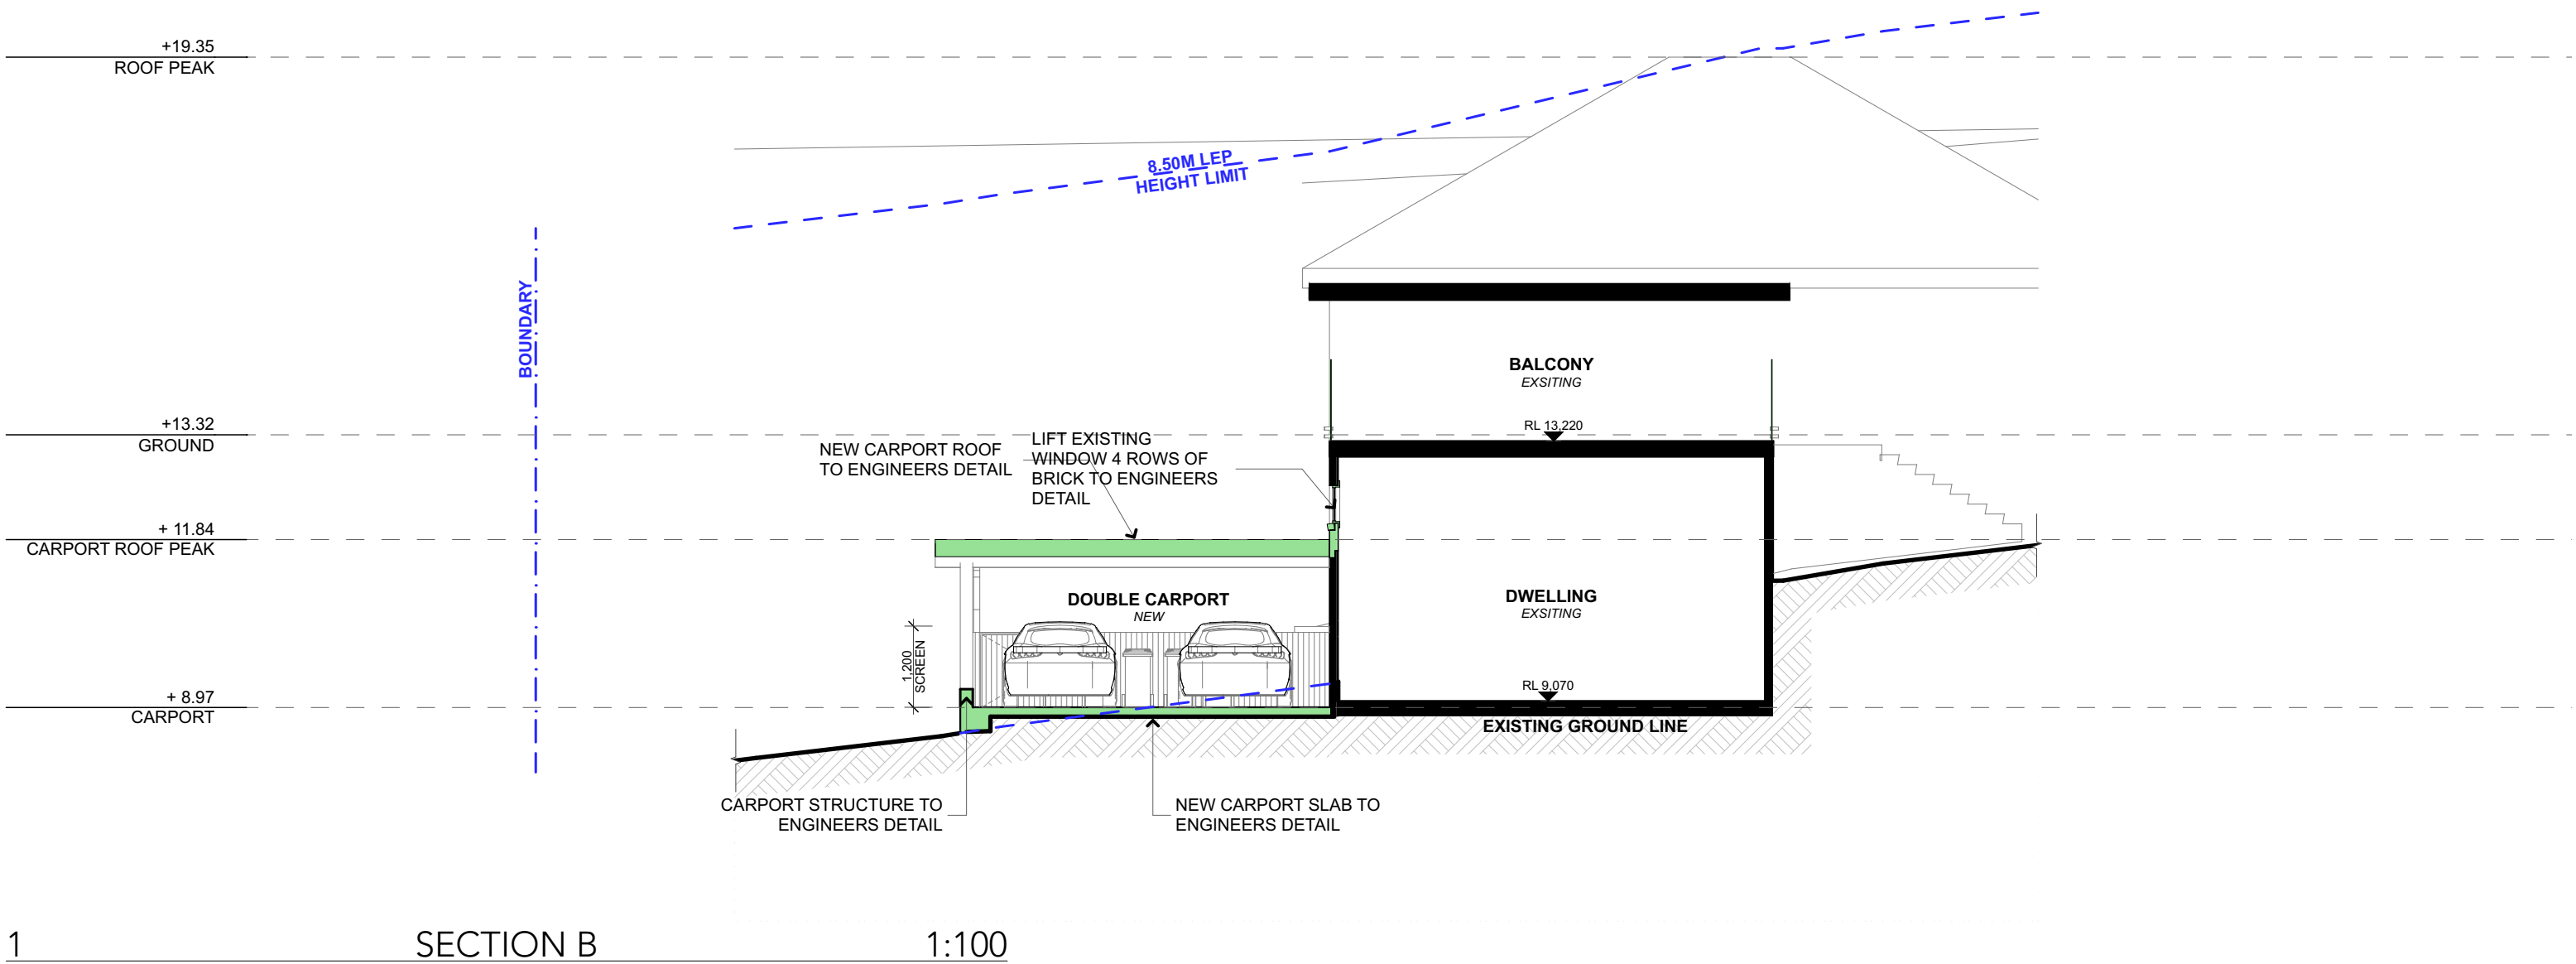 +19.35
ROOF PEAK
8.50M LEP
HEIGHT LIMIT
BOUNDARY
BALCONY
EXSITING
+13.32
GROUND
RL 13,220
NEW CARPORT ROOF
TO ENGINEERS DETAIL
LIFT EXISTING
WINDOW 4 ROWS OF
BRICK TO ENGINEERS
DETAIL
+ 11.84
CARPORT ROOF PEAK
DOUBLE CARPORT
NEW
DWELLING
EXSITING
1,200
SCREEN
RL 9,070
+ 8.97
CARPORT
EXISTING GROUND LINE
CARPORT STRUCTURE TO
ENGINEERS DETAIL
NEW CARPORT SLAB TO
ENGINEERS DETAIL
1 SECTION B 1:100